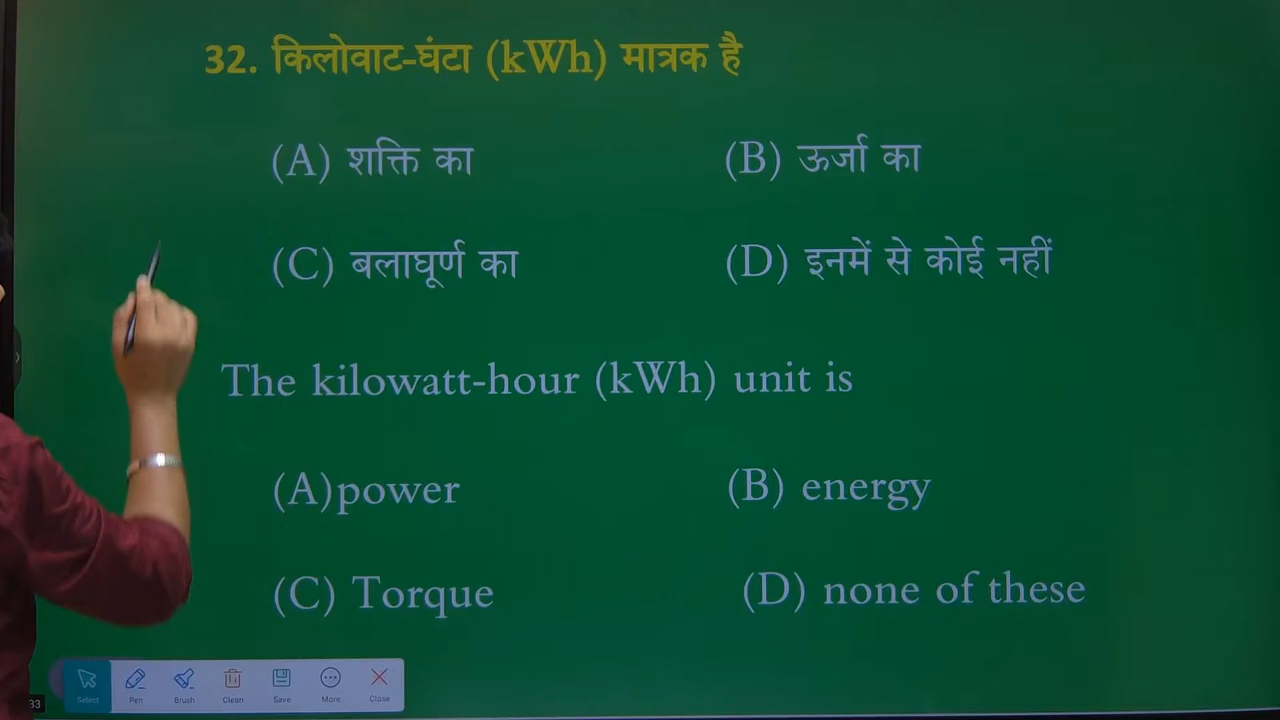 32. किलोवाट-घंटा (kWh) मात्रक है
(A) शक्ति का (B) ऊर्जा का
(C) बलाघूर्ण का (D) इनमें से कोई नहीं
The kilowatt-hour (kWh) unit is
(A)power (B) energy
(C) Torque (D) none of these
Select Pen Brush Clean Save More Close
33